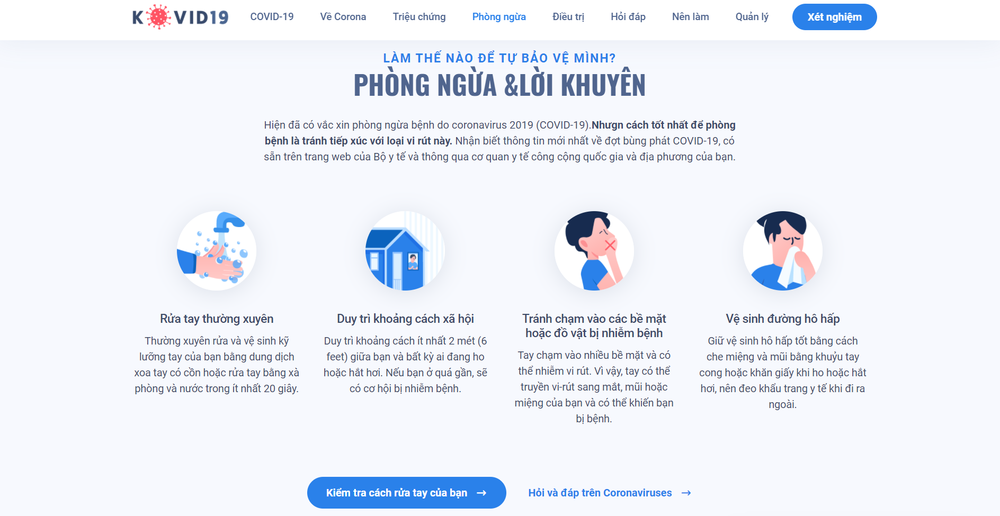 KOVID19 COVID-19 Về Corona Triệu chứng Phòng ngừa Điều trị Hỏi đáp Nên làm Quản lý Xét nghiệm
LÀM THẾ NÀO ĐỂ TỰ BẢO VỆ MÌNH?
PHÒNG NGỪA &LỜI KHUYÊN
Hiện đã có vắc xin phòng ngừa bệnh do coronavirus 2019 (COVID-19).Nhưgn cách tốt nhất để phòng
bệnh là tránh tiếp xúc với loại vi rút này. Nhận biết thông tin mới nhất về đợt bùng phát COVID-19, có
sẵn trên trang web của Bộ y tế và thông qua cơ quan y tế công cộng quốc gia và địa phương của bạn.
Rửa tay thường xuyên
Thường xuyên rửa và vệ sinh kỹ
lưỡng tay của bạn bằng dung dịch
xoa tay có cồn hoặc rửa tay bằng xà
phòng và nước trong ít nhất 20 giây.
Duy trì khoảng cách xã hội
Duy trì khoảng cách ít nhất 2 mét (6
feet) giữa bạn và bất kỳ ai đang ho
hoặc hắt hơi. Nếu bạn ở quá gần, sẽ
có cơ hội bị nhiễm bệnh.
Tránh chạm vào các bề mặt
hoặc đồ vật bị nhiễm bệnh
Tay chạm vào nhiều bề mặt và có
thể nhiễm vi rút. Vì vậy, tay có thể
truyền vi-rút sang mắt, mũi hoặc
miệng của bạn và có thể khiến bạn
bị bệnh.
Vệ sinh đường hô hấp
Giữ vệ sinh hô hấp tốt bằng cách
che miệng và mũi bằng khuỷu tay
cong hoặc khăn giấy khi ho hoặc hắt
hơi, nên đeo khẩu trang y tế khi đi ra
ngoài.
Kiểm tra cách rửa tay của bạn →
Hỏi và đáp trên Coronaviruses →